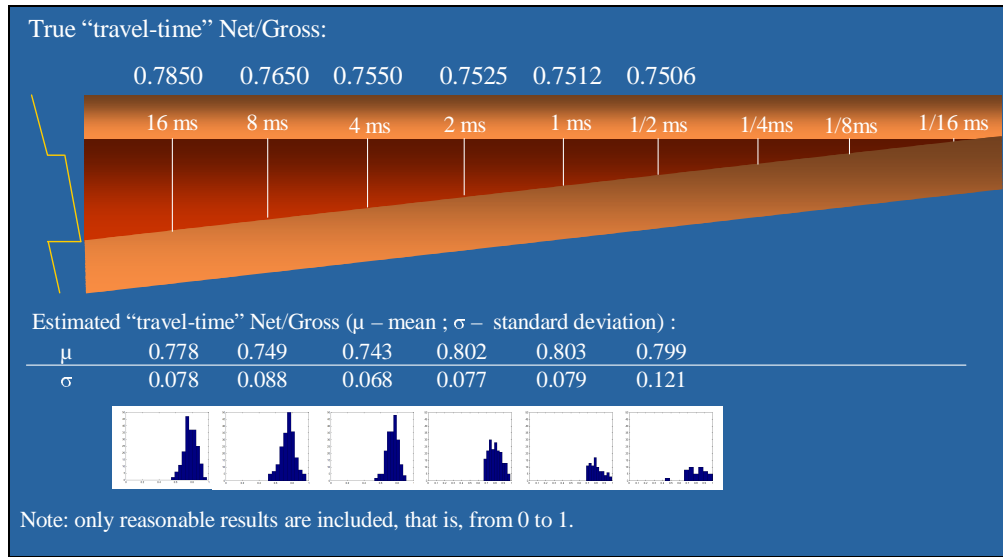 True “travel-time” Net/Gross:
0.7850 0.7650 0.7550 0.7525 0.7512 0.7506
16 ms 8 ms 4 ms 2 ms 1 ms 1/2 ms 1/4ms 1/8ms 1/16 ms
Estimated “travel-time” Net/Gross (μ – mean ; σ – standard deviation) :
μ 0.778 0.749 0.743 0.802 0.803 0.799
σ 0.078 0.088 0.068 0.077 0.079 0.121
Note: only reasonable results are included, that is, from 0 to 1.